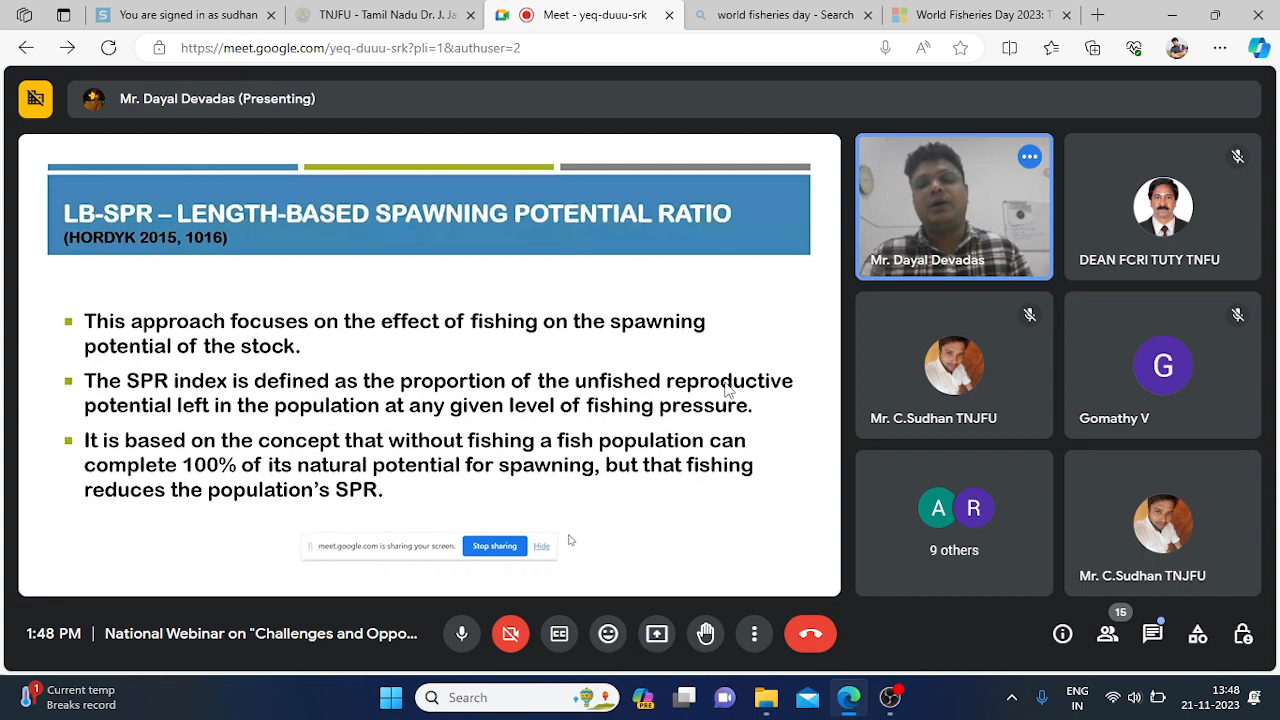 You are signed in as sudhan
TNJFU - Tamil Nadu Dr. J. Ja
Meet - yeq-duuu-srk
world fisheries day - Search
World Fisheries Day 2023: T
https://meet.google.com/yeq-duuu-srk?pli=1&authuser=2
Mr. Dayal Devadas (Presenting)
LB-SPR – LENGTH-BASED SPAWNING POTENTIAL RATIO
(HORDYK 2015, 1016)
This approach focuses on the effect of fishing on the spawning
potential of the stock.
The SPR index is defined as the proportion of the unfished reproductive
potential left in the population at any given level of fishing pressure.
It is based on the concept that without fishing a fish population can
complete 100% of its natural potential for spawning, but that fishing
reduces the population's SPR.
meet.google.com is sharing your screen.
Stop sharing
Hide
Mr. Dayal Devadas
DEAN FCRI TUTY TNFU
Mr. C.Sudhan TNJFU
G
Gomathy V
A R
9 others
Mr. C.Sudhan TNJFU
1:48 PM | National Webinar on "Challenges and Oppo...
15
1
Current temp
Breaks record
Search
PRE
ENG
IN
13:48
21-11-2023